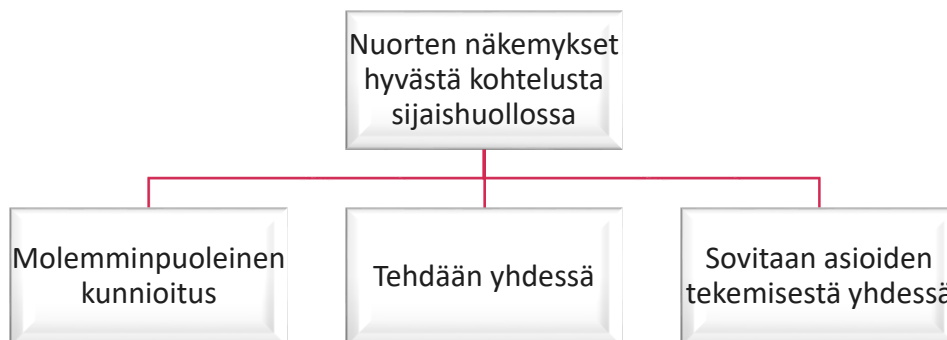 Nuorten näkemykset
hyvästä kohtelusta
sijaishuollossa
Molemminpuoleinen
kunnioitus
Tehdään yhdessä
Sovitaan asioiden
tekemisestä yhdessä